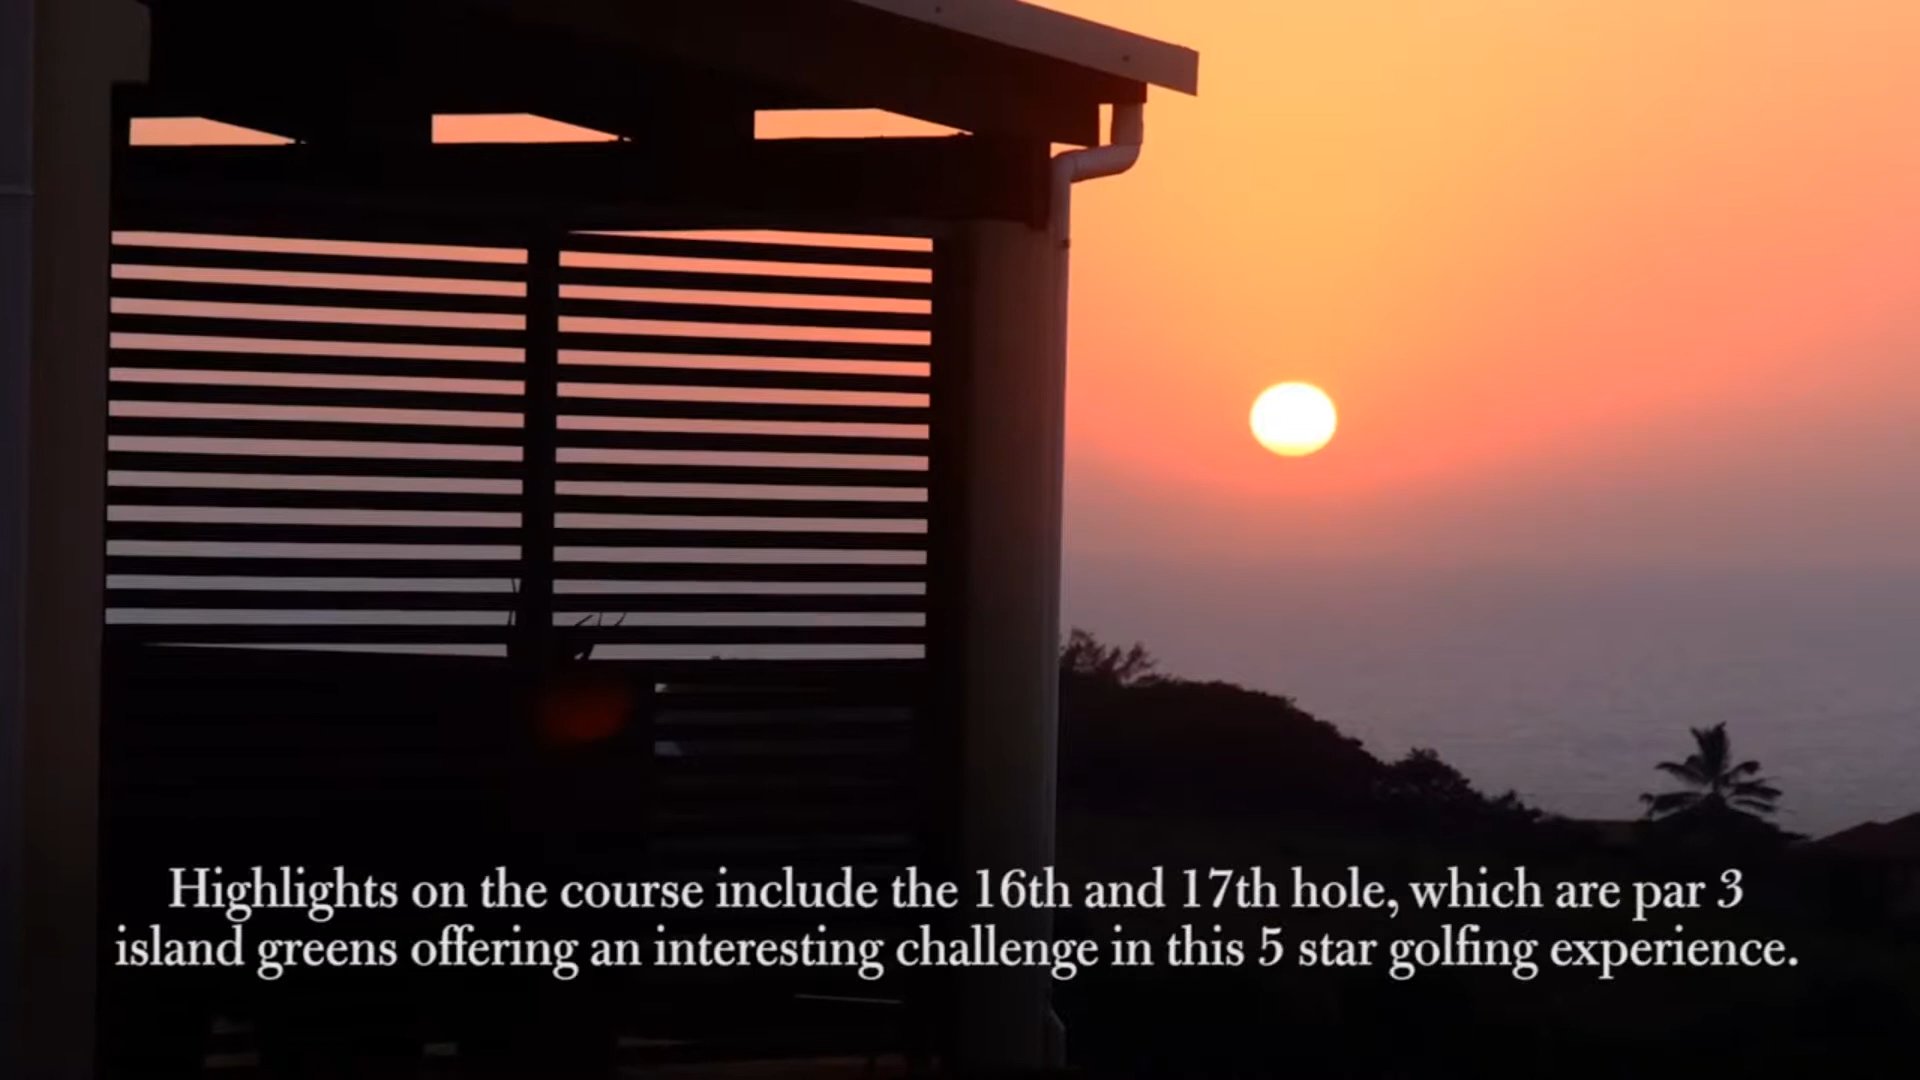 Highlights on the course include the 16th and 17th hole, which are par 3
island greens offering an interesting challenge in this 5 star golfing experience.